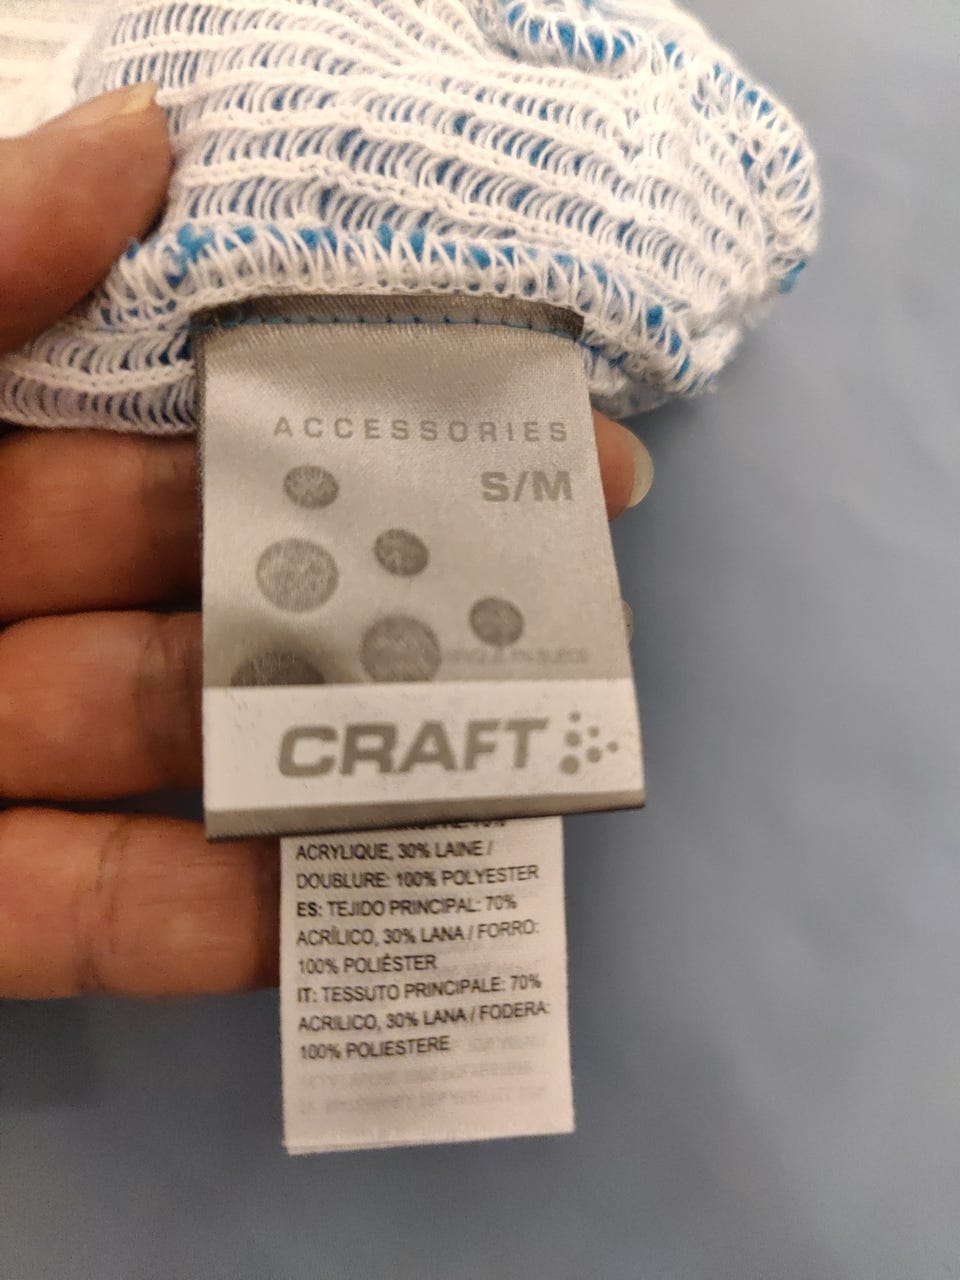 ACCESSORIES
S/M
CRAFT
ACRYLIQUE, 30% LAINE /
DOUBLURE: 100% POLYESTER
ES: TEJIDO PRINCIPAL: 70%
ACRÍLICO, 30% LANA / FORRO:
100% POLIÉSTER
IT: TESSUTO PRINCIPALE: 70%
ACRILICO, 30% LANA / FODERA:
100% POLIESTERE